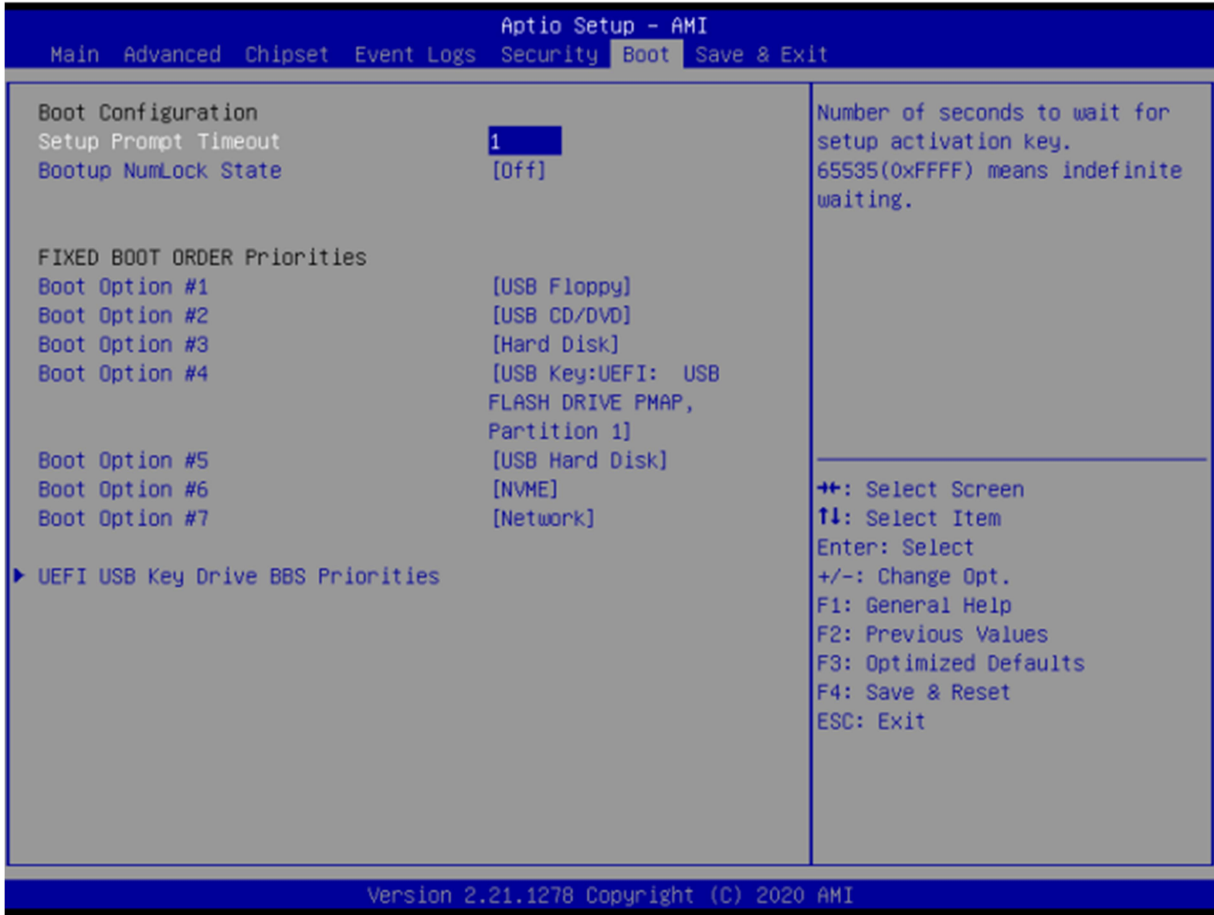 Aptio Setup – AMI
Main Advanced Chipset Event Logs Security Boot Save & Exit
Boot Configuration
Setup Prompt Timeout 1
Bootup NumLock State [Off]
FIXED BOOT ORDER Priorities
Boot Option #1 [USB Floppy]
Boot Option #2 [USB CD/DVD]
Boot Option #3 [Hard Disk]
Boot Option #4 [USB Key:UEFI: USB
FLASH DRIVE PMAP,
Partition 1]
Boot Option #5 [USB Hard Disk]
Boot Option #6 [NVME]
Boot Option #7 [Network]
UEFI USB Key Drive BBS Priorities
Number of seconds to wait for
setup activation key.
65535(0xFFFF) means indefinite
waiting.
→←: Select Screen
↑↓: Select Item
Enter: Select
+/-: Change Opt.
F1: General Help
F2: Previous Values
F3: Optimized Defaults
F4: Save & Reset
ESC: Exit
Version 2.21.1278 Copyright (C) 2020 AMI